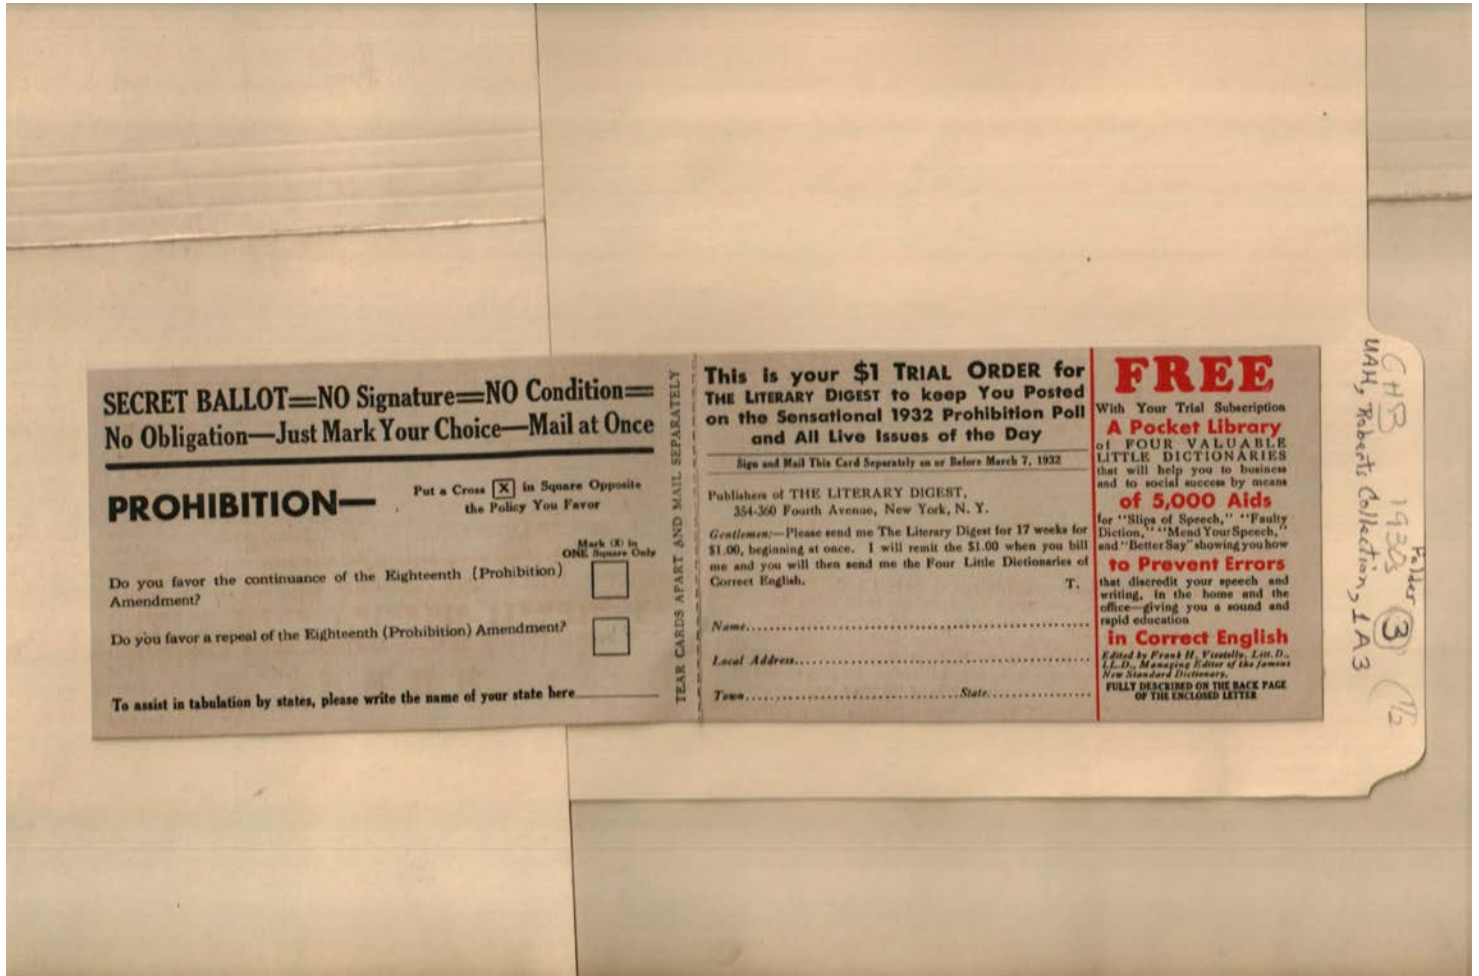 SECRET BALLOT=NO Signature=NO Condition=
No Obligation—Just Mark Your Choice—Mail at Once
PROHIBITION—
Put a Cross [X] in Square Opposite
the Policy You Favor
Mark (X) in
ONE Square Only
Do you favor the continuance of the Eighteenth (Prohibition)
Amendment?
Do you favor a repeal of the Eighteenth (Prohibition) Amendment?
To assist in tabulation by states, please write the name of your state here
TEAR CARDS APART AND MAIL SEPARATELY
This is your $1 TRIAL ORDER for
THE LITERARY DIGEST to keep You Posted
on the Sensational 1932 Prohibition Poll
and All Live Issues of the Day
Sign and Mail This Card Separately on or Before March 7, 1932
Publishers of THE LITERARY DIGEST,
354-360 Fourth Avenue, New York, N. Y.
Gentlemen:—Please send me The Literary Digest for 17 weeks for
$1.00, beginning at once. I will remit the $1.00 when you bill
me and you will then send me the Four Little Dictionaries of
Correct English.
T.
Name
Local Address
Town State
FREE
With Your Trial Subscription
A Pocket Library
of FOUR VALUABLE
LITTLE DICTIONARIES
that will help you to business
and to social success by means
of 5,000 Aids
for "Slips of Speech," "Faulty
Diction," "Mend Your Speech,"
and "Better Say" showing you how
to Prevent Errors
that discredit your speech and
writing, in the home and the
office—giving you a sound and
rapid education
in Correct English
Edited by Frank H. Vizetelly, Litt.D.,
LL.D., Managing Editor of the famous
New Standard Dictionary.
FULLY DESCRIBED ON THE BACK PAGE
OF THE ENCLOSED LETTER
Folder 3
CHB 1930s (1/2
UAH, Roberts Collection, 1A3